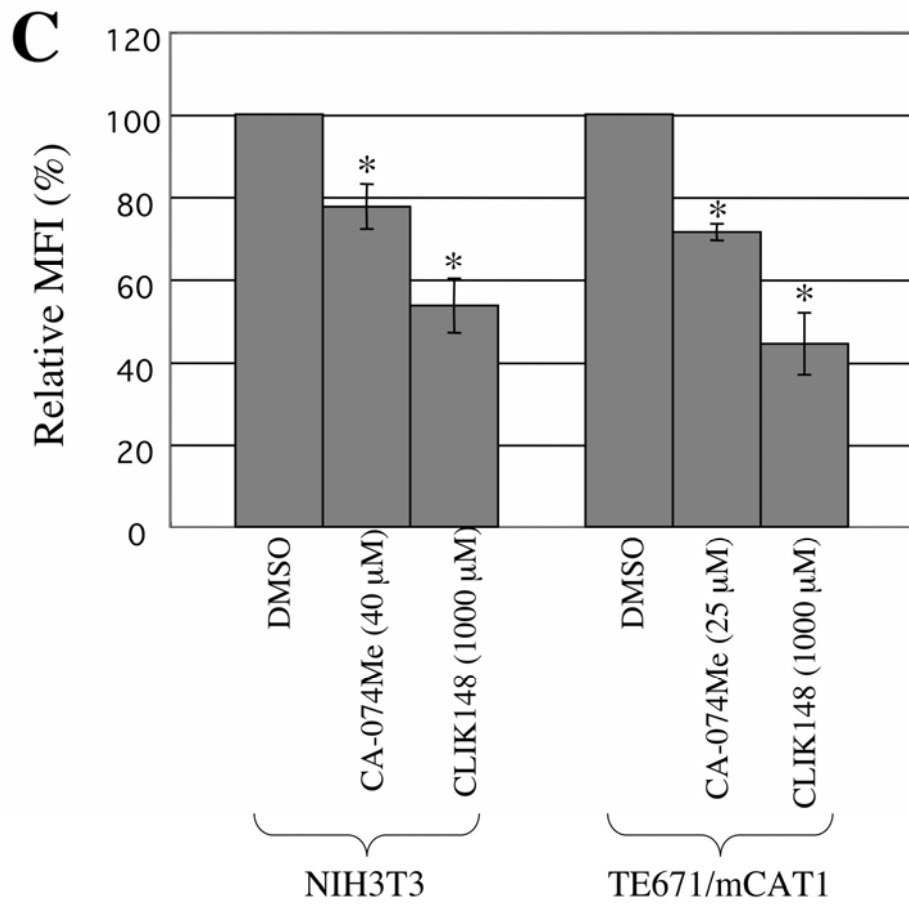 C
Relative MFI (%)
120
100
80
60
40
20
0
*
*
*
*
DMSO
CA-074Me (40 μM)
CLIK148 (1000 μM)
DMSO
CA-074Me (25 μM)
CLIK148 (1000 μM)
NIH3T3
TE671/mCAT1